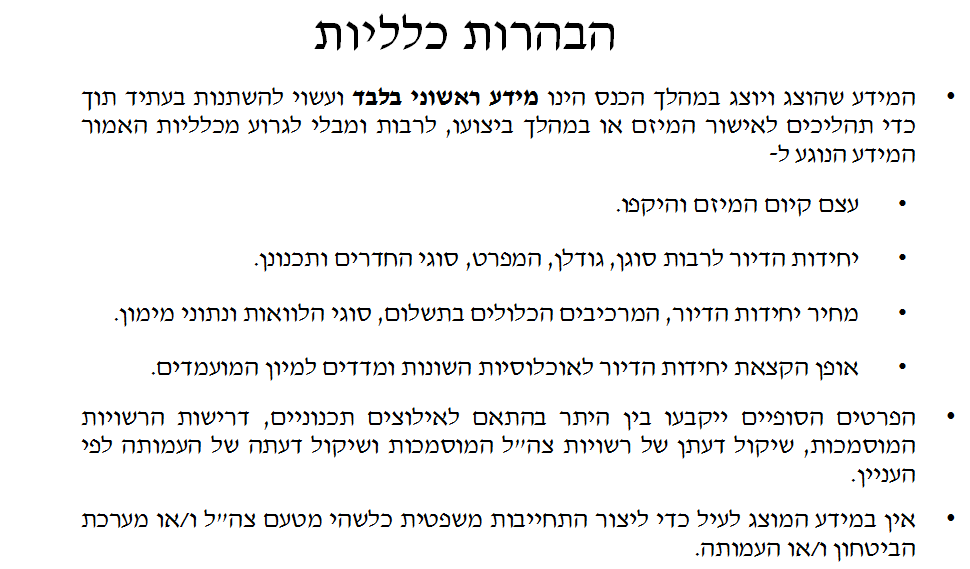 הבהרות כלליות
• המידע שהוצג ויוצג במהלך הכנס הינו מידע ראשוני בלבד ועשוי להשתנות בעתיד תוך
כדי תהליכים לאישור המיזם או במהלך ביצועו, לרבות ומבלי לגרוע מכלליות האמור
המידע הנוגע ל-
• עצם קיום המיזם והיקפו.
• יחידות הדיור לרבות סוגן, גודלן, המפרט, סוגי החדרים ותכנונן.
• מחיר יחידות הדיור, המרכיבים הכלולים בתשלום, סוגי הלוואות ונתוני מימון.
• אופן הקצאת יחידות הדיור לאוכלוסיות השונות ומדדים למיון המועמדים.
• הפרטים הסופיים ייקבעו בין היתר בהתאם לאילוצים תכנוניים, דרישות הרשויות
המוסמכות, שיקול דעתן של רשויות צה"ל המוסמכות ושיקול דעתה של העמותה לפי
העניין.
• אין במידע המוצג לעיל כדי ליצור התחייבות משפטית כלשהי מטעם צה"ל ו/או מערכת
הביטחון ו/או העמותה.